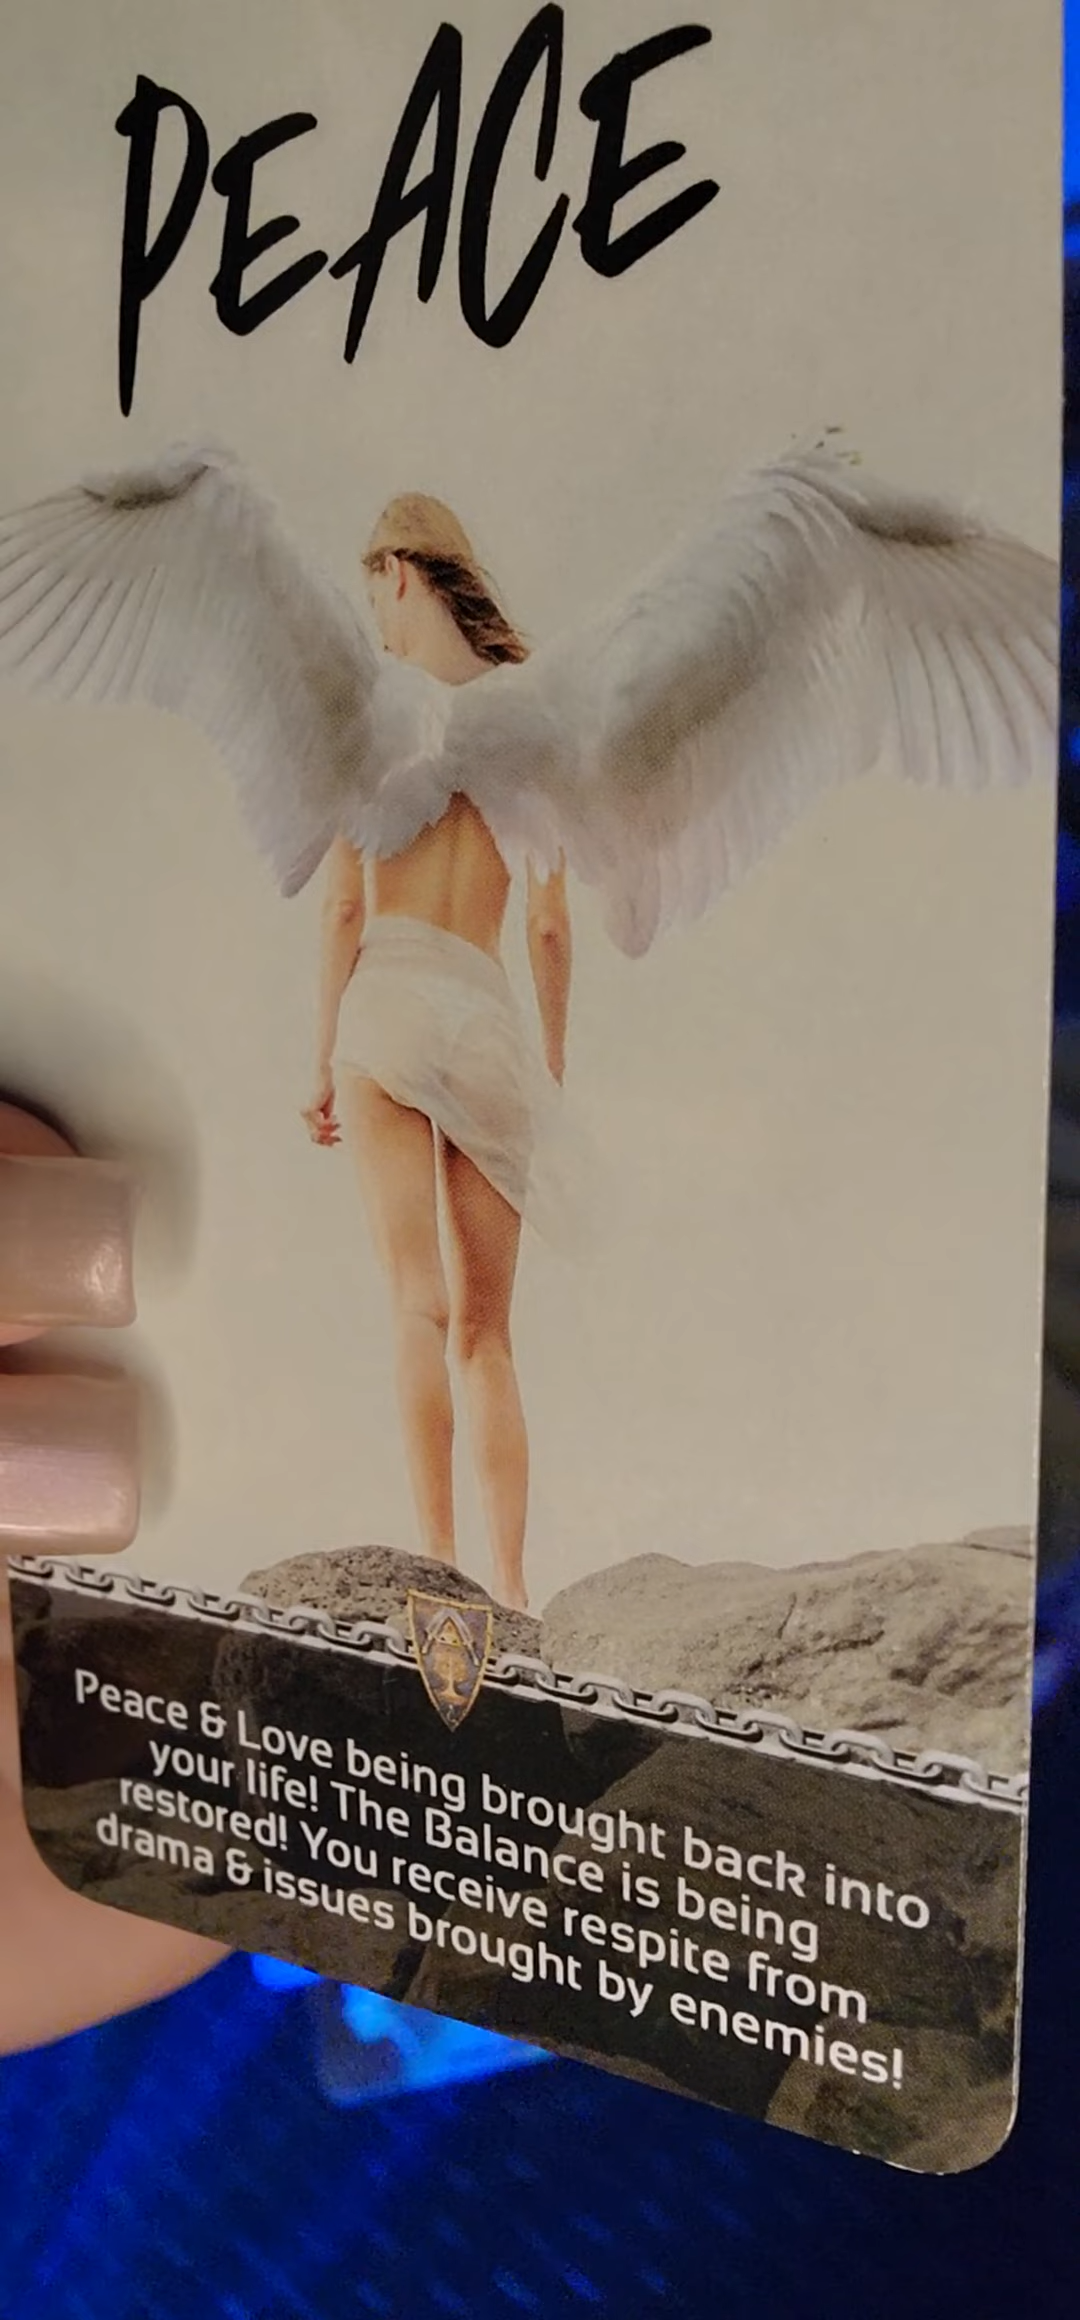 PEACE
Peace & Love being brought back into
your life! The Balance is being
restored! You receive respite from
drama & issues brought by enemies!